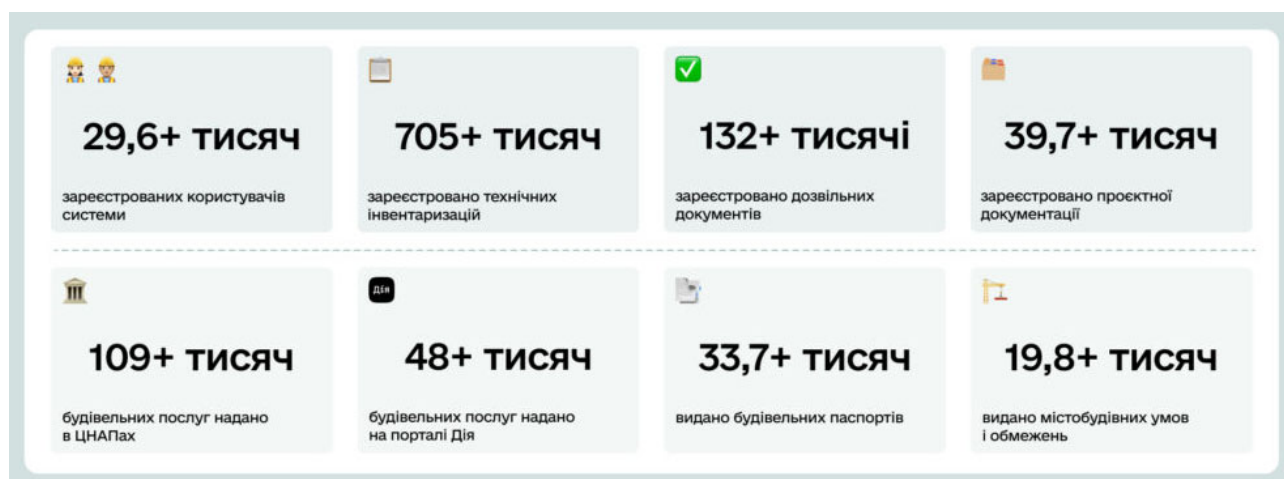 29,6+ тисяч
зареєстрованих користувачів
системи
705+ тисяч
зареєстровано технічних
інвентаризацій
132+ тисячі
зареєстровано дозвільних
документів
39,7+ тисяч
зареєстровано проєктної
документації
109+ тисяч
будівельних послуг надано
в ЦНАПах
Дія
48+ тисяч
будівельних послуг надано
на порталі Дія
33,7+ тисяч
видано будівельних паспортів
19,8+ тисяч
видано містобудівних умов
і обмежень